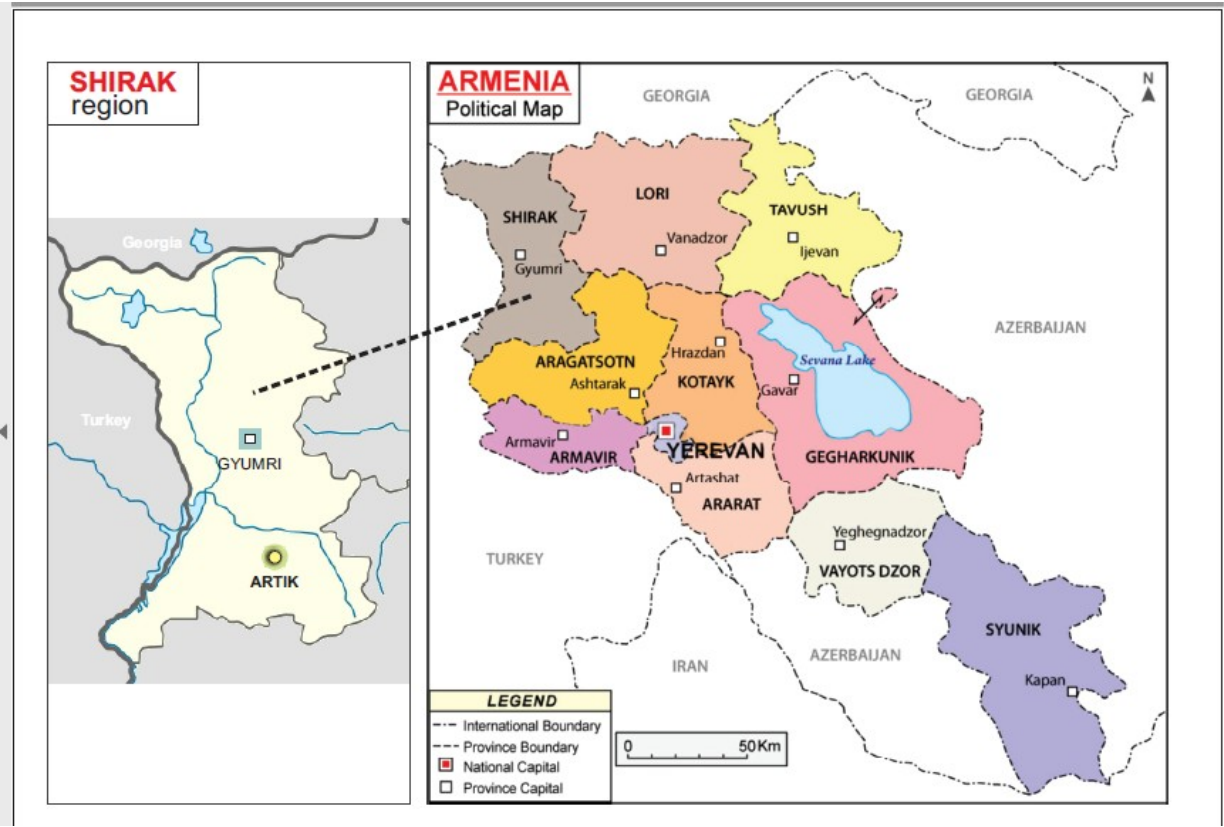 SHIRAK
region
Georgia
Turkey
GYUMRI
ARTIK
ARMENIA
Political Map
GEORGIA
GEORGIA
N
LORI
SHIRAK
TAVUSH
Vanadzor
Ijevan
Gyumri
AZERBAIJAN
Hrazdan
Sevana Lake
ARAGATSOTN
KOTAYK
Ashtarak
Gavar
Armavir
YEREVAN
ARMAVIR
GEGHARKUNIK
Artashat
ARARAT
Yeghegnadzor
TURKEY
VAYOTS DZOR
SYUNIK
AZERBAIJAN
IRAN
Kapan
LEGEND
International Boundary
Province Boundary
National Capital
Province Capital
0 50Km